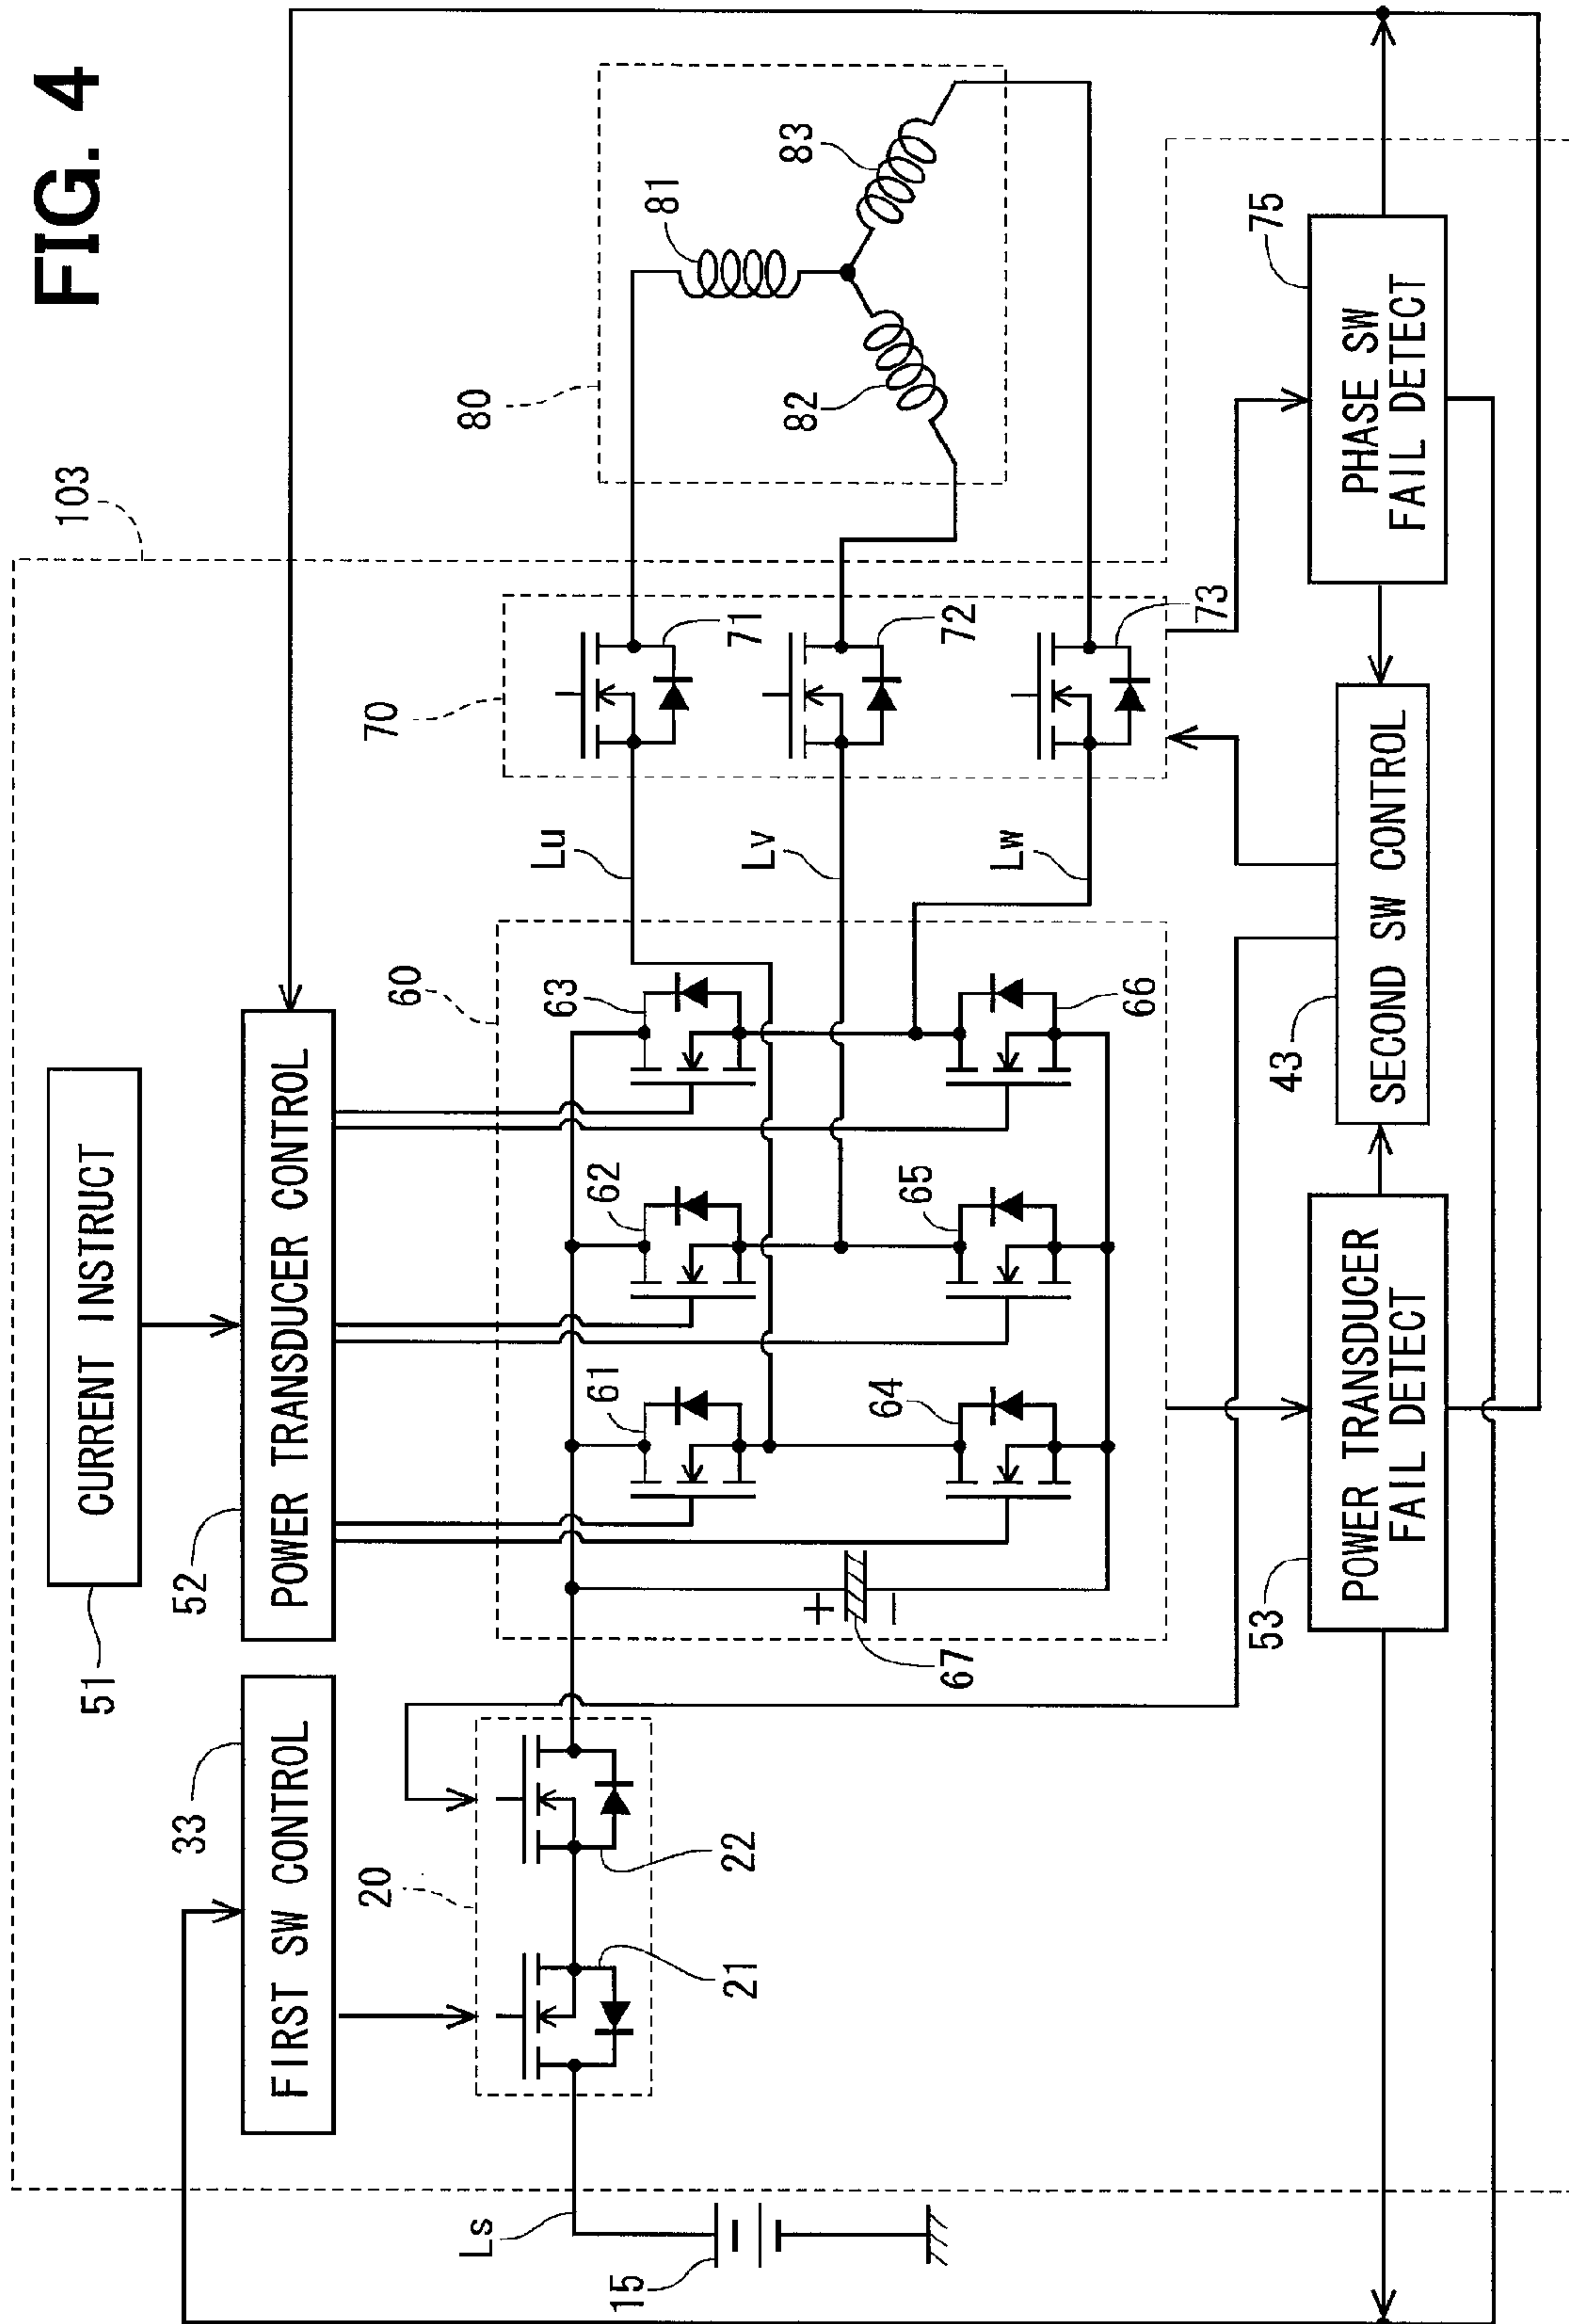 FIG. 4
103
CURRENT INSTRUCT
51
FIRST SW CONTROL
33
POWER TRANSDUCER CONTROL
52
20
21
22
Ls
15
60
61
62
63
64
65
66
67
+
−
Lu
Lv
Lw
70
71
72
73
80
81
82
83
POWER TRANSDUCER
FAIL DETECT
53
SECOND SW CONTROL
43
PHASE SW
FAIL DETECT
75